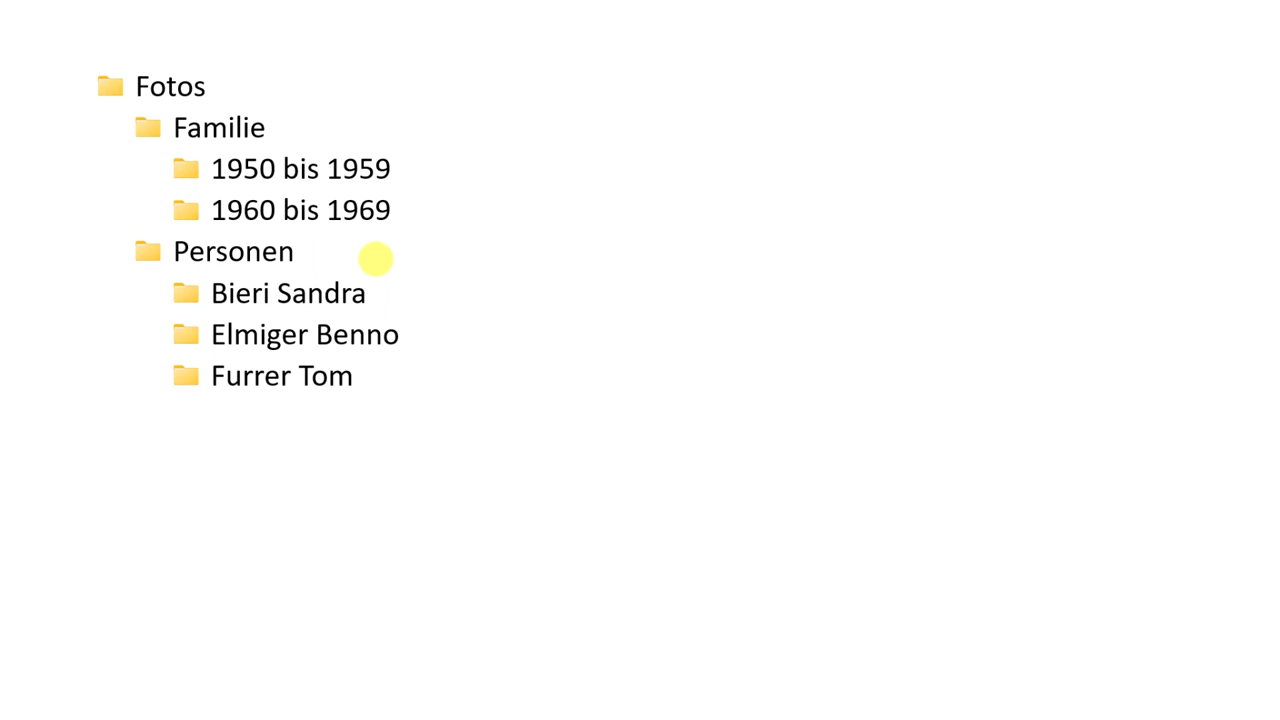 Fotos
Familie
1950 bis 1959
1960 bis 1969
Personen
Bieri Sandra
Elmiger Benno
Furrer Tom